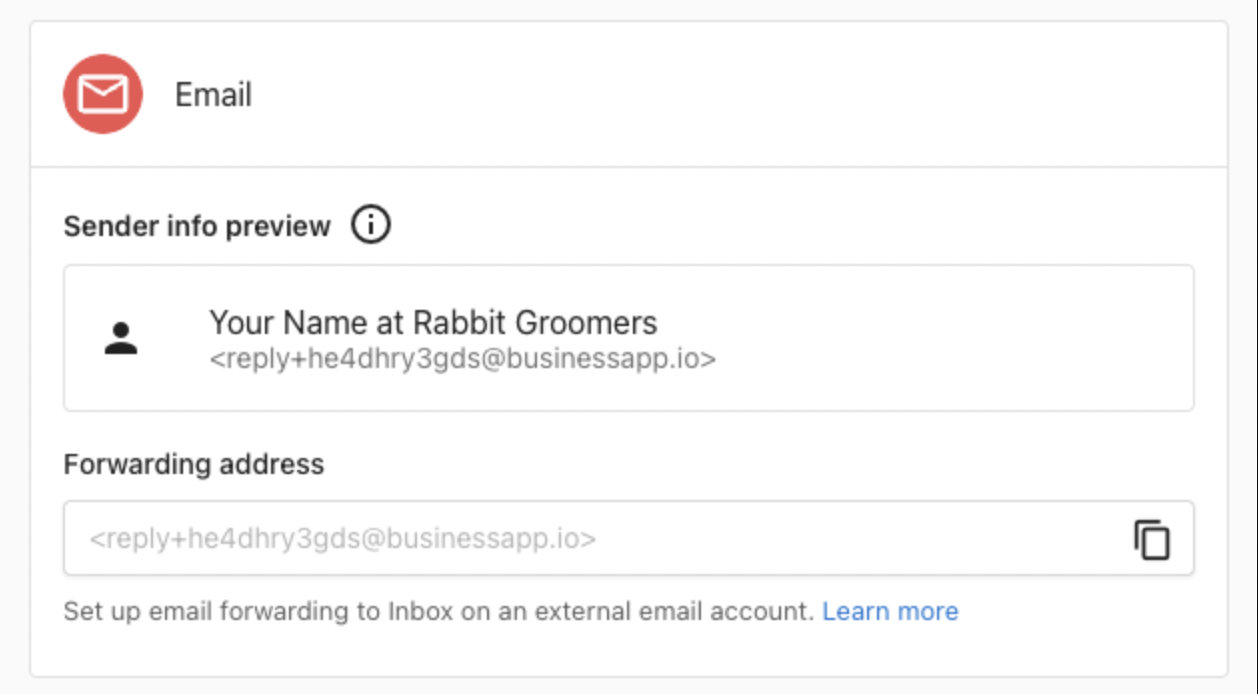 Email
Sender info preview
Your Name at Rabbit Groomers
<reply+he4dhry3gds@businessapp.io>
Forwarding address
<reply+he4dhry3gds@businessapp.io>
Set up email forwarding to Inbox on an external email account. Learn more